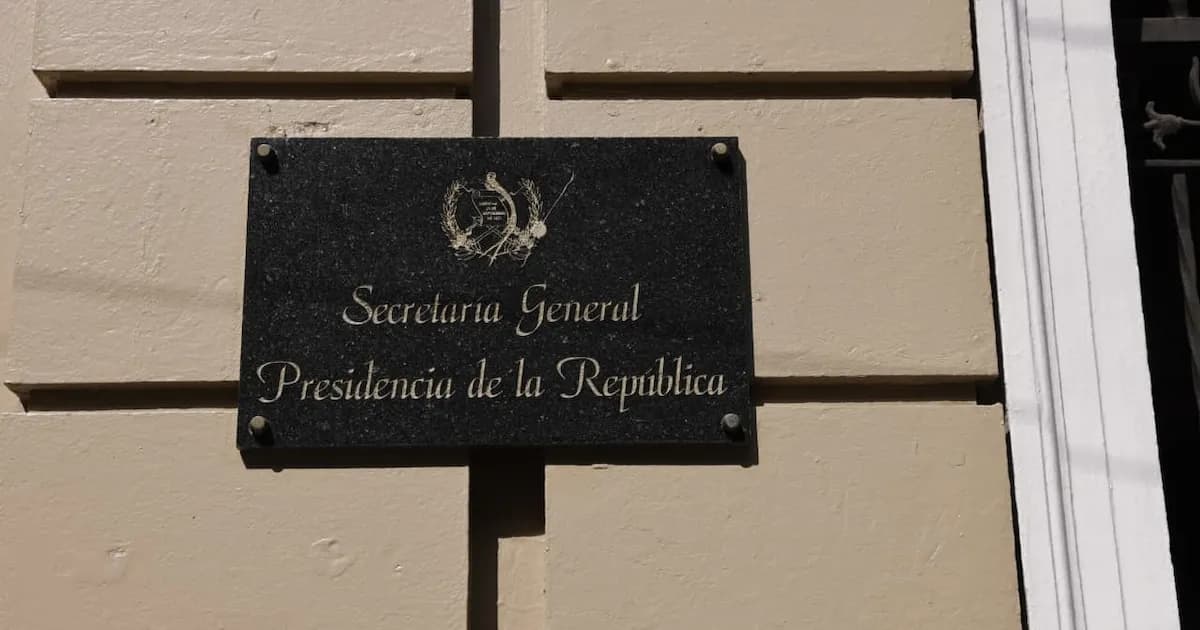 Secretaría General
Presidencia de la República